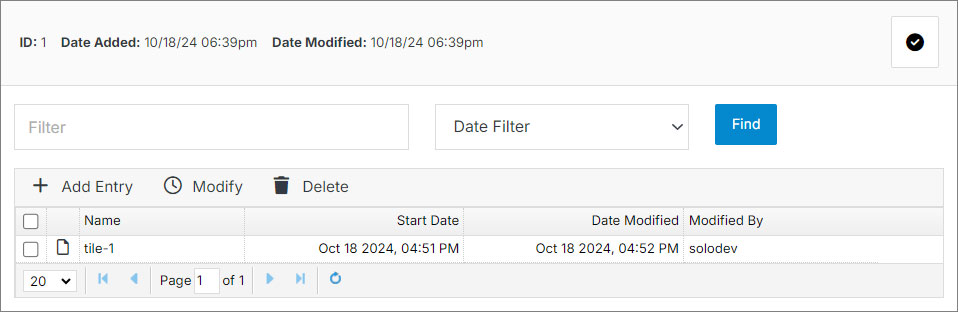 ID: 1 Date Added: 10/18/24 06:39pm Date Modified: 10/18/24 06:39pm
Filter Date Filter Find
Add Entry Modify Delete
Name Start Date Date Modified Modified By
tile-1 Oct 18 2024, 04:51 PM Oct 18 2024, 04:52 PM solodev
20 Page 1 of 1